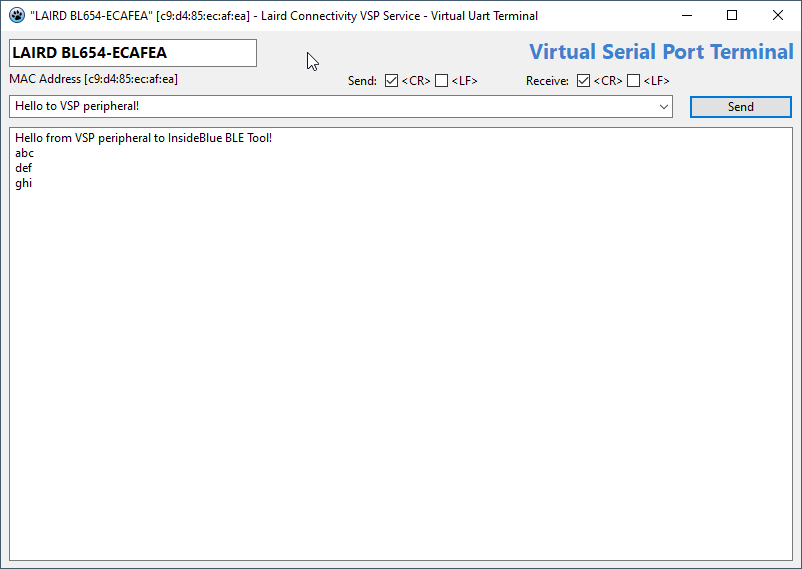 "LAIRD BL654-ECAFEA" [c9:d4:85:ec:af:ea] - Laird Connectivity VSP Service - Virtual Uart Terminal
LAIRD BL654-ECAFEA
Virtual Serial Port Terminal
MAC Address [c9:d4:85:ec:af:ea]
Send: <CR> <LF>
Receive: <CR> <LF>
Hello to VSP peripheral!
Send
Hello from VSP peripheral to InsideBlue BLE Tool!
abc
def
ghi